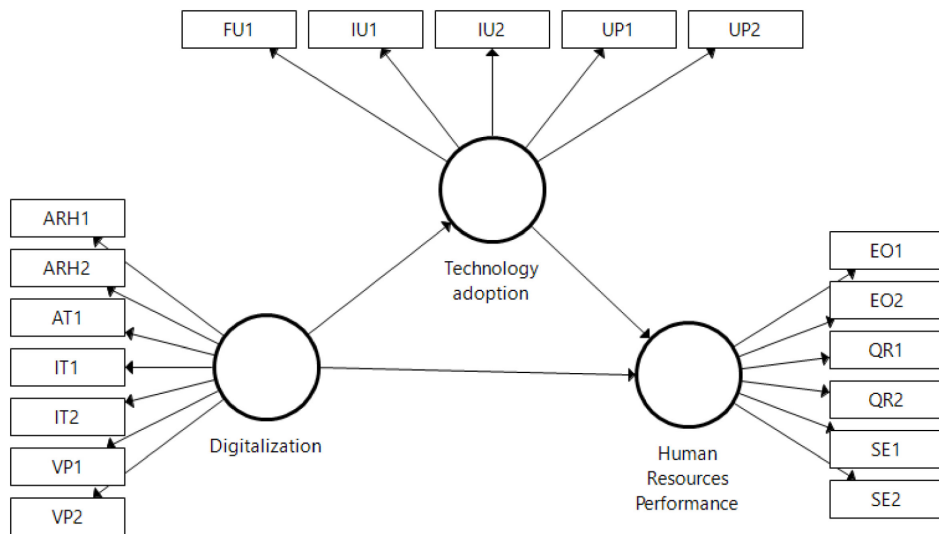 FU1
IU1
IU2
UP1
UP2
Technology
adoption
ARH1
ARH2
AT1
IT1
IT2
VP1
VP2
Digitalization
Human
Resources
Performance
EO1
EO2
QR1
QR2
SE1
SE2